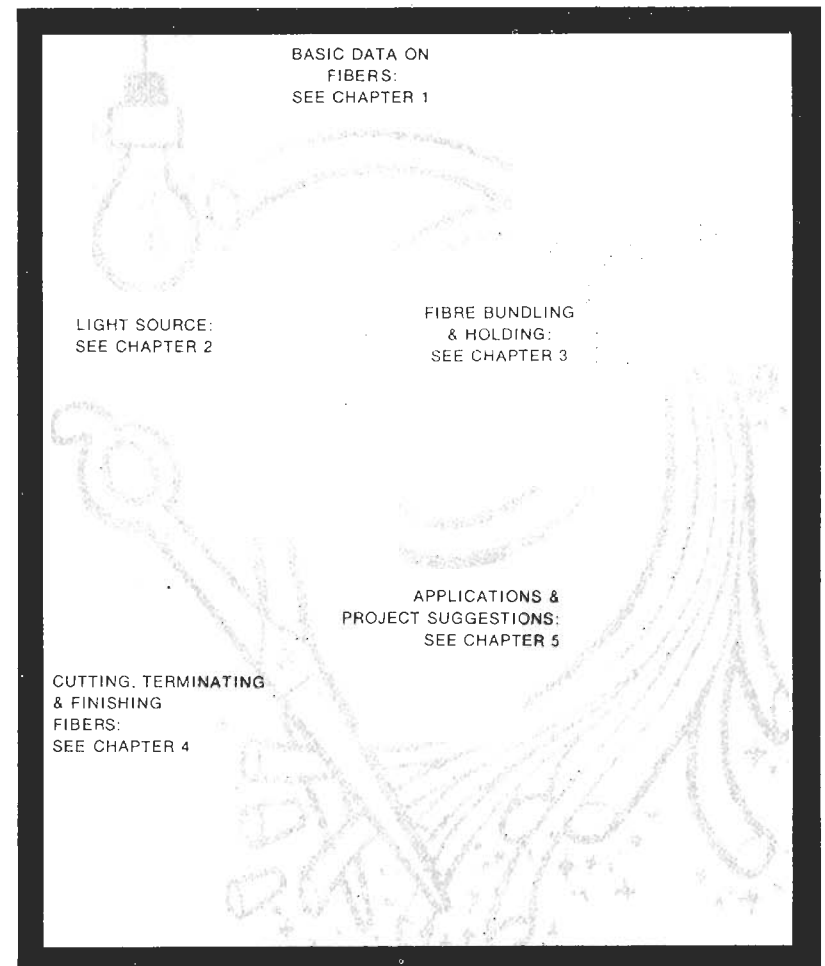 BASIC DATA ON
FIBERS:
SEE CHAPTER 1
LIGHT SOURCE:
SEE CHAPTER 2
FIBRE BUNDLING
& HOLDING:
SEE CHAPTER 3
APPLICATIONS &
PROJECT SUGGESTIONS:
SEE CHAPTER 5
CUTTING, TERMINATING
& FINISHING
FIBERS:
SEE CHAPTER 4